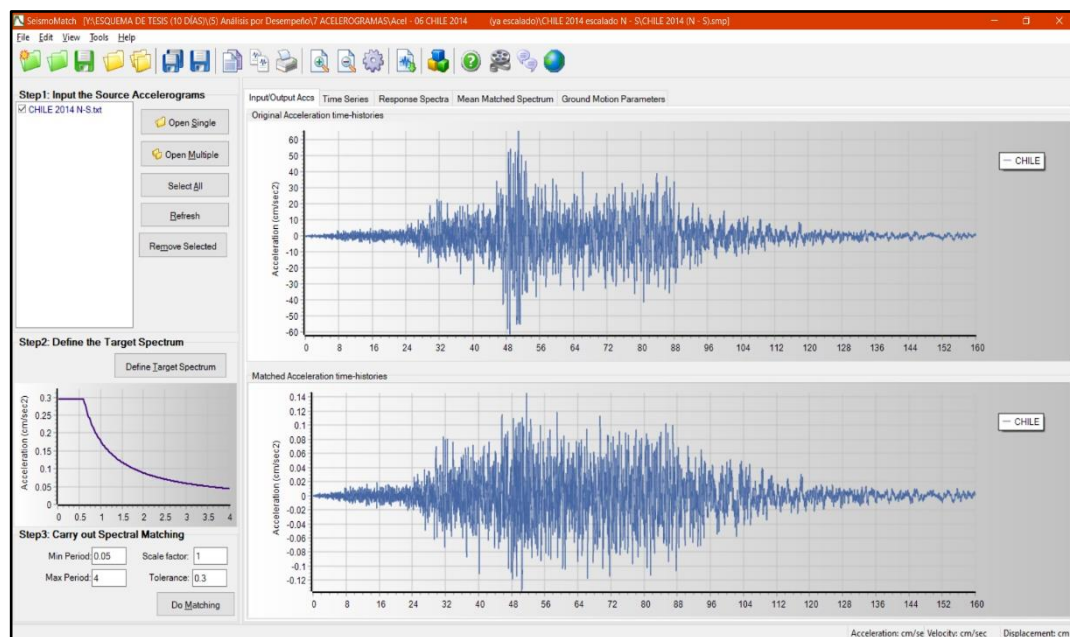 SeismoMatch [Y:\ESQUEMA DE TESIS (10 DÍAS)\(5) Análisis por Desempeño\7 ACELEROGRAMAS\Acel - 06 CHILE 2014 (ya escalado)\CHILE 2014 escalado N - S\CHILE 2014 (N - S).smp]
File Edit View Tools Help
Step1: Input the Source Accelerograms
CHILE 2014 N-S.txt
Open Single
Open Multiple
Select All
Refresh
Remove Selected
Step2: Define the Target Spectrum
Define Target Spectrum
Acceleration (cm/sec2)
0.3
0.25
0.2
0.15
0.1
0.05
0
0 0.5 1 1.5 2 2.5 3 3.5 4
Step3: Carry out Spectral Matching
Min Period: 0.05 Scale factor: 1
Max Period: 4 Tolerance: 0.3
Do Matching
Input/Output Accs Time Series Response Spectra Mean Matched Spectrum Ground Motion Parameters
Original Acceleration time-histories
Acceleration (cm/sec2)
60
50
40
30
20
10
0
-10
-20
-30
-40
-50
-60
0 8 16 24 32 40 48 56 64 72 80 88 96 104 112 120 128 136 144 152 160
CHILE
Matched Acceleration time-histories
Acceleration (cm/sec2)
0.14
0.12
0.1
0.08
0.06
0.04
0.02
0
-0.02
-0.04
-0.06
-0.08
-0.1
-0.12
0 8 16 24 32 40 48 56 64 72 80 88 96 104 112 120 128 136 144 152 160
CHILE
Acceleration: cm/se Velocity: cm/sec Displacement: cm